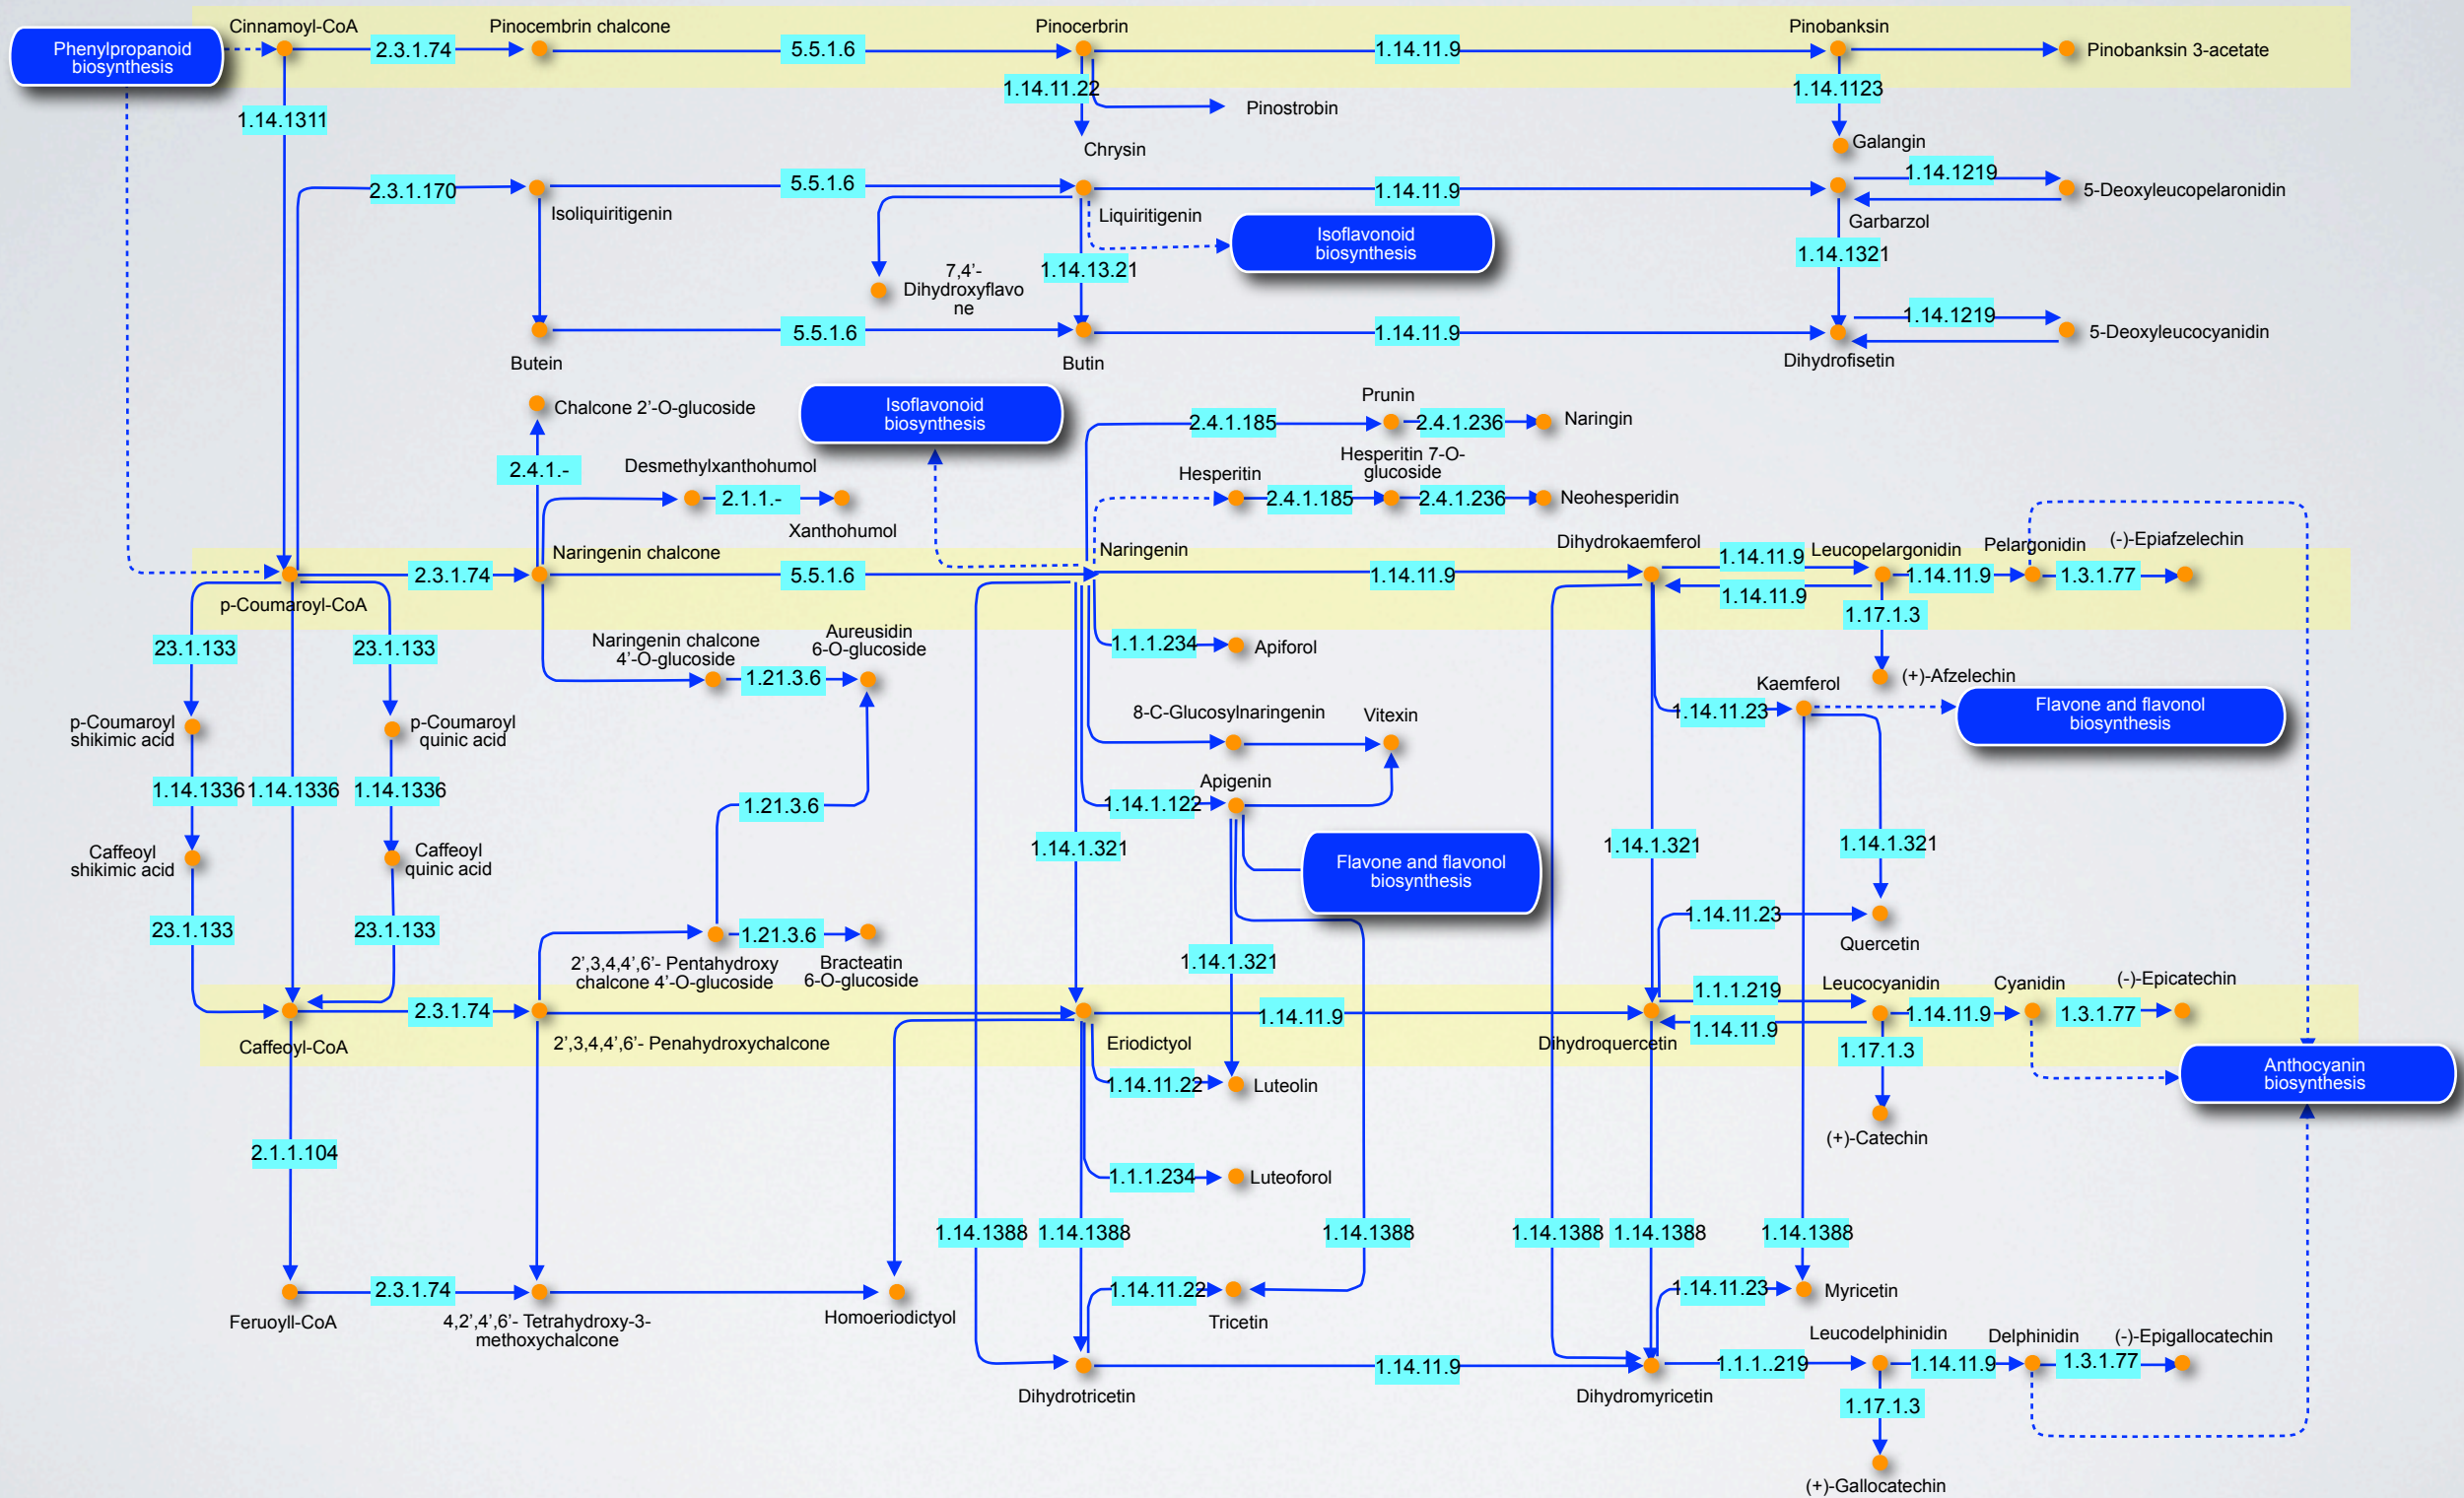 Cinnamoyl-CoA
Pinocembrin chalcone
Pinocerbrin
Pinobanksin
Phenylpropanoid
biosynthesis
2.3.1.74
5.5.1.6
1.14.11.9
Pinobanksin 3-acetate
1.14.11.22
1.14.1123
Pinostrobin
1.14.1311
Chrysin
Galangin
2.3.1.170
5.5.1.6
1.14.11.9
1.14.1219
5-Deoxyleucopelaronidin
Isoliquiritigenin
Liquiritigenin
Garbarzol
Isoflavonoid
biosynthesis
1.14.1321
7,4'-
Dihydroxyflavo
ne
1.14.13.21
1.14.1219
5-Deoxyleucocyanidin
5.5.1.6
1.14.11.9
Butein
Butin
Dihydrofisetin
Chalcone 2'-O-glucoside
Isoflavonoid
biosynthesis
Prunin
2.4.1.185
2.4.1.236
Naringin
2.4.1.-
Desmethylxanthohumol
Hesperitin
Hesperitin 7-O-
glucoside
2.1.1.-
2.4.1.185
2.4.1.236
Neohesperidin
Xanthohumol
Naringenin chalcone
Naringenin
Dihydrokaemferol
1.14.11.9
Leucopelargonidin
Pelargonidin
(-)-Epiafzelechin
2.3.1.74
5.5.1.6
1.14.11.9
1.14.11.9
1.3.1.77
1.14.11.9
p-Coumaroyl-CoA
1.17.1.3
23.1.133
23.1.133
Naringenin chalcone
4'-O-glucoside
Aureusidin
6-O-glucoside
1.1.1.234
Apiforol
1.21.3.6
(+)-Afzelechin
Kaemferol
p-Coumaroyl
shikimic acid
p-Coumaroyl
quinic acid
8-C-Glucosylnaringenin
Vitexin
1.14.11.23
Flavone and flavonol
biosynthesis
1.14.1336
1.14.1336
1.14.1336
1.21.3.6
Apigenin
1.14.1.122
Caffeoyl
shikimic acid
Caffeoyl
quinic acid
1.14.1.321
Flavone and flavonol
biosynthesis
1.14.1.321
1.14.1.321
23.1.133
23.1.133
1.21.3.6
1.14.11.23
Quercetin
2',3,4,4',6'- Pentahydroxy
chalcone 4'-O-glucoside
Bracteatin
6-O-glucoside
1.14.1.321
1.1.1.219
Leucocyanidin
Cyanidin
(-)-Epicatechin
2.3.1.74
1.14.11.9
1.14.11.9
1.3.1.77
1.14.11.9
Caffeoyl-CoA
2',3,4,4',6'- Penahydroxychalcone
Eriodictyol
Dihydroquercetin
1.17.1.3
Anthocyanin
biosynthesis
1.14.11.22
Luteolin
(+)-Catechin
2.1.1.104
1.1.1.234
Luteoforol
1.14.1388
1.14.1388
1.14.1388
1.14.1388
1.14.1388
1.14.1388
2.3.1.74
1.14.11.22
1.14.11.23
Myricetin
Feruoyll-CoA
4,2',4',6'- Tetrahydroxy-3-
methoxychalcone
Homoeriodictyol
Tricetin
Leucodelphinidin
Delphinidin
(-)-Epigallocatechin
1.14.11.9
1.1.1..219
1.14.11.9
1.3.1.77
Dihydrotricetin
Dihydromyricetin
1.17.1.3
(+)-Gallocatechin